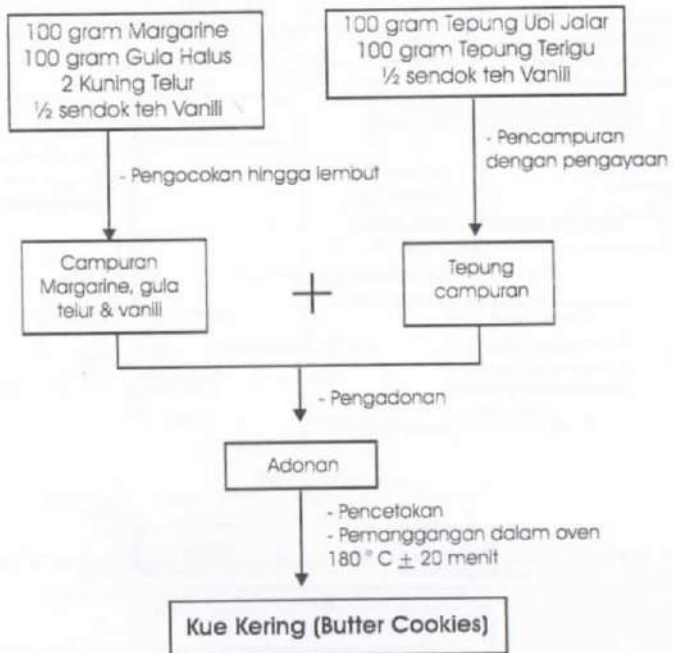 100 gram Margarine
100 gram Gula Halus
2 Kuning Telur
½ sendok teh Vanili
100 gram Tepung Ubi Jalar
100 gram Tepung Terigu
½ sendok teh Vanili
- Pengocokan hingga lembut
- Pencampuran
dengan pengayaan
Campuran
Margarine, gula
telur & vanili
+
Tepung
campuran
- Pengadonan
Adonan
- Pencetakan
- Pemanggangan dalam oven
180° C ± 20 menit
Kue Kering (Butter Cookies)